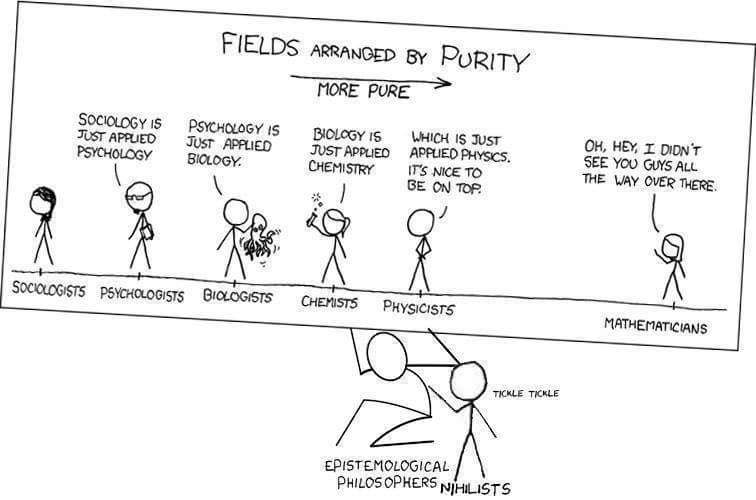 FIELDS ARRANGED BY PURITY
MORE PURE
SOCIOLOGY IS
JUST APPLIED
PSYCHOLOGY
PSYCHOLOGY IS
JUST APPLIED
BIOLOGY.
BIOLOGY IS
JUST APPLIED
CHEMISTRY
WHICH IS JUST
APPLIED PHYSICS.
IT'S NICE TO
BE ON TOP.
OH, HEY, I DIDN'T
SEE YOU GUYS ALL
THE WAY OVER THERE.
SOCIOLOGISTS
PSYCHOLOGISTS
BIOLOGISTS
CHEMISTS
PHYSICISTS
MATHEMATICIANS
TICKLE TICKLE
EPISTEMOLOGICAL
PHILOSOPHERS
NIHILISTS